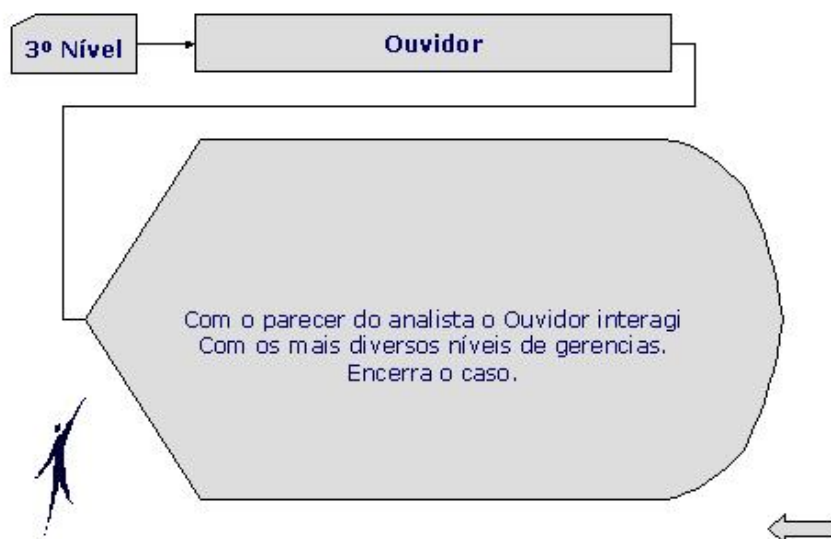 3º Nível
Ouvidor
Com o parecer do analista o Ouvidor interagi
Com os mais diversos níveis de gerencias.
Encerra o caso.